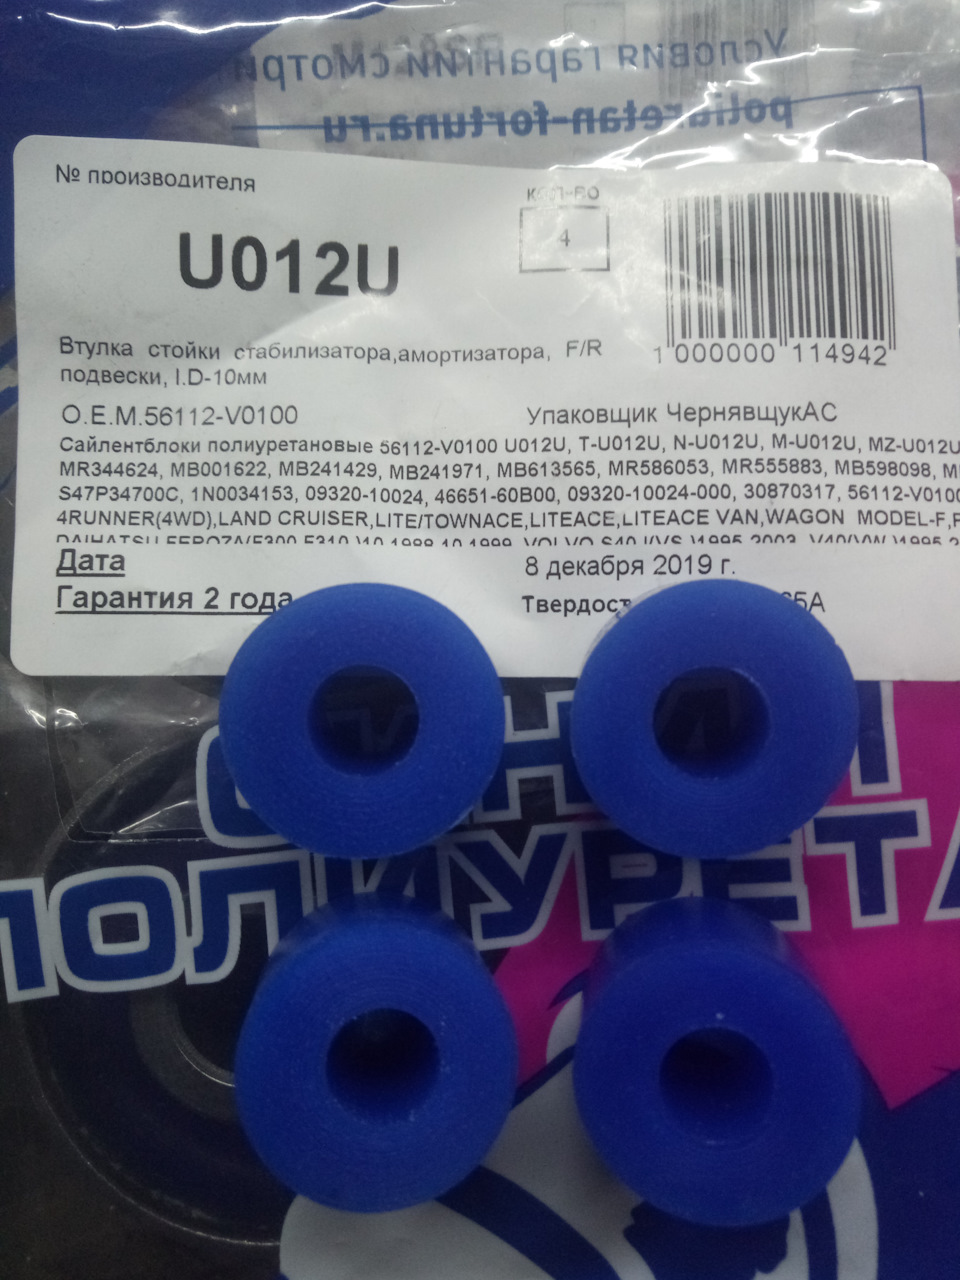 Условия гарантии смотри
poliuretan-fortuna.ru
№ производителя
КОЛ-ВО
4
U012U
1 000000 114942
Втулка стойки стабилизатора,амортизатора, F/R
подвески, I.D-10мм
O.E.M.56112-V0100
Упаковщик ЧернявщукАС
Сайлентблоки полиуретановые 56112-V0100 U012U, T-U012U, N-U012U, M-U012U, MZ-U012U
MR344624, MB001622, MB241429, MB241971, MB613565, MR586053, MR555883, MB598098,
S47P34700C, 1N0034153, 09320-10024, 46651-60B00, 09320-10024-000, 30870317, 56112-V0100
4RUNNER(4WD),LAND CRUISER,LITE/TOWNACE,LITEACE,LITEACE VAN,WAGON MODEL-F,
Дата
8 декабря 2019 г.
Гарантия 2 года
Твердост 65A
ПОЛИУРЕТА